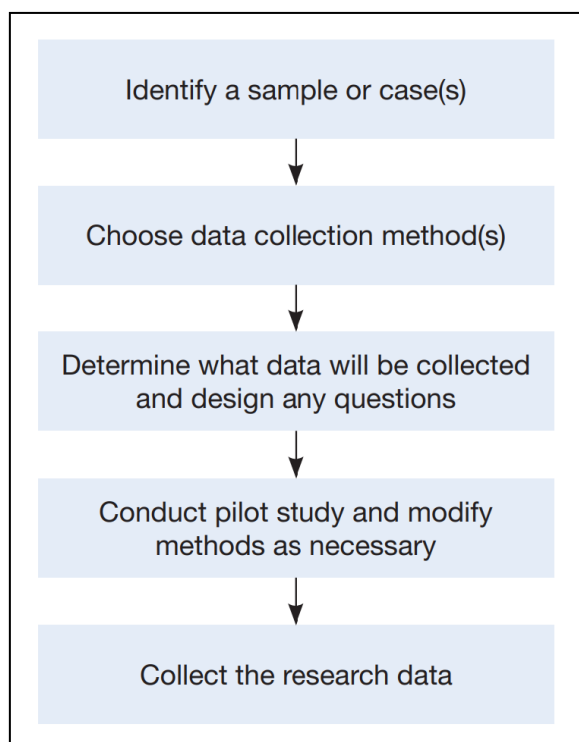 Identify a sample or case(s)
Choose data collection method(s)
Determine what data will be collected
and design any questions
Conduct pilot study and modify
methods as necessary
Collect the research data